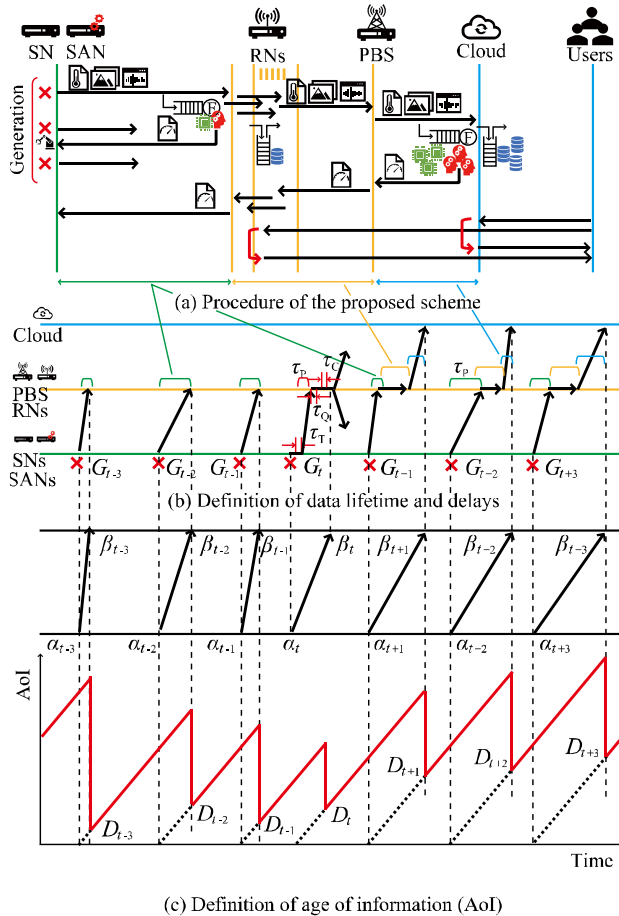 SN SAN RNs PBS Cloud Users
Generation
F
F
(a) Procedure of the proposed scheme
Cloud
PBS
RNs
τP τC τP
τQ
τT
SNs
SANs
Gt-3 Gt-2 Gt-1 Gt Gt-1 Gt-2 Gt+3
(b) Definition of data lifetime and delays
βt-3 βt-2 βt-1 βt βt+1 βt-2 βt-3
αt-3 αt-2 αt-1 αt αt+1 αt-2 αt+3
AoI
Dt-3 Dt-2 Dt-1 Dt Dt+1 Dt+2 Dt+3
Time
(c) Definition of age of information (AoI)